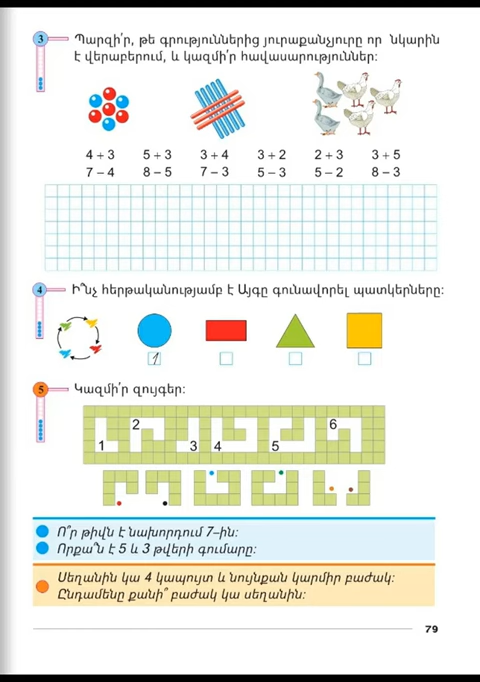 3 Պարզի՛ր, թե գրություններից յուրաքանչյուրը որ նկարին
է վերաբերում, և կազմի՛ր հավասարություններ:
4 + 3 5 + 3 3 + 4 3 + 2 2 + 3 3 + 5
7 – 4 8 – 5 7 – 3 5 – 3 5 – 2 8 – 3
4 Ի՞նչ հերթականությամբ է Այգը գունավորել պատկերները:
1
5 Կազմի՛ր զույգեր:
2 6
1 3 4 5
Ո՞ր թիվն է նախորդում 7–ին:
Որքա՞ն է 5 և 3 թվերի գումարը:
Սեղանին կա 4 կապույտ և նույնքան կարմիր բաժակ:
Ընդամենը քանի՞ բաժակ կա սեղանին:
79